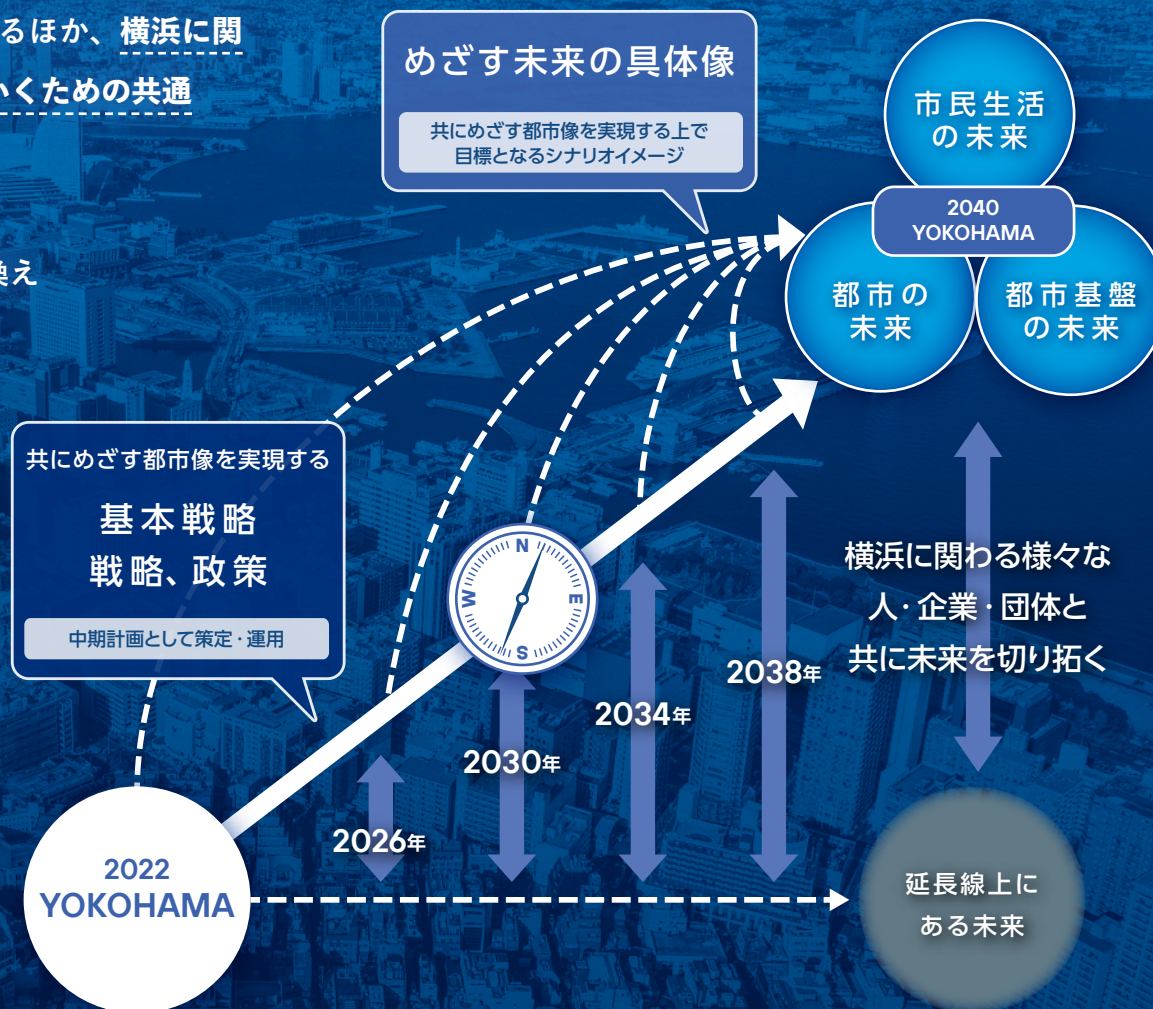 るほか、横浜に関
いくための共通
換え
めざす未来の具体像
共にめざす都市像を実現する上で
目標となるシナリオイメージ
市民生活
の未来
2040
YOKOHAMA
都市の
未来
都市基盤
の未来
共にめざす都市像を実現する
基本戦略
戦略、政策
中期計画として策定・運用
N
W
E
S
横浜に関わる様々な
人・企業・団体と
共に未来を切り拓く
2038年
2034年
2030年
2026年
2022
YOKOHAMA
延長線上に
ある未来